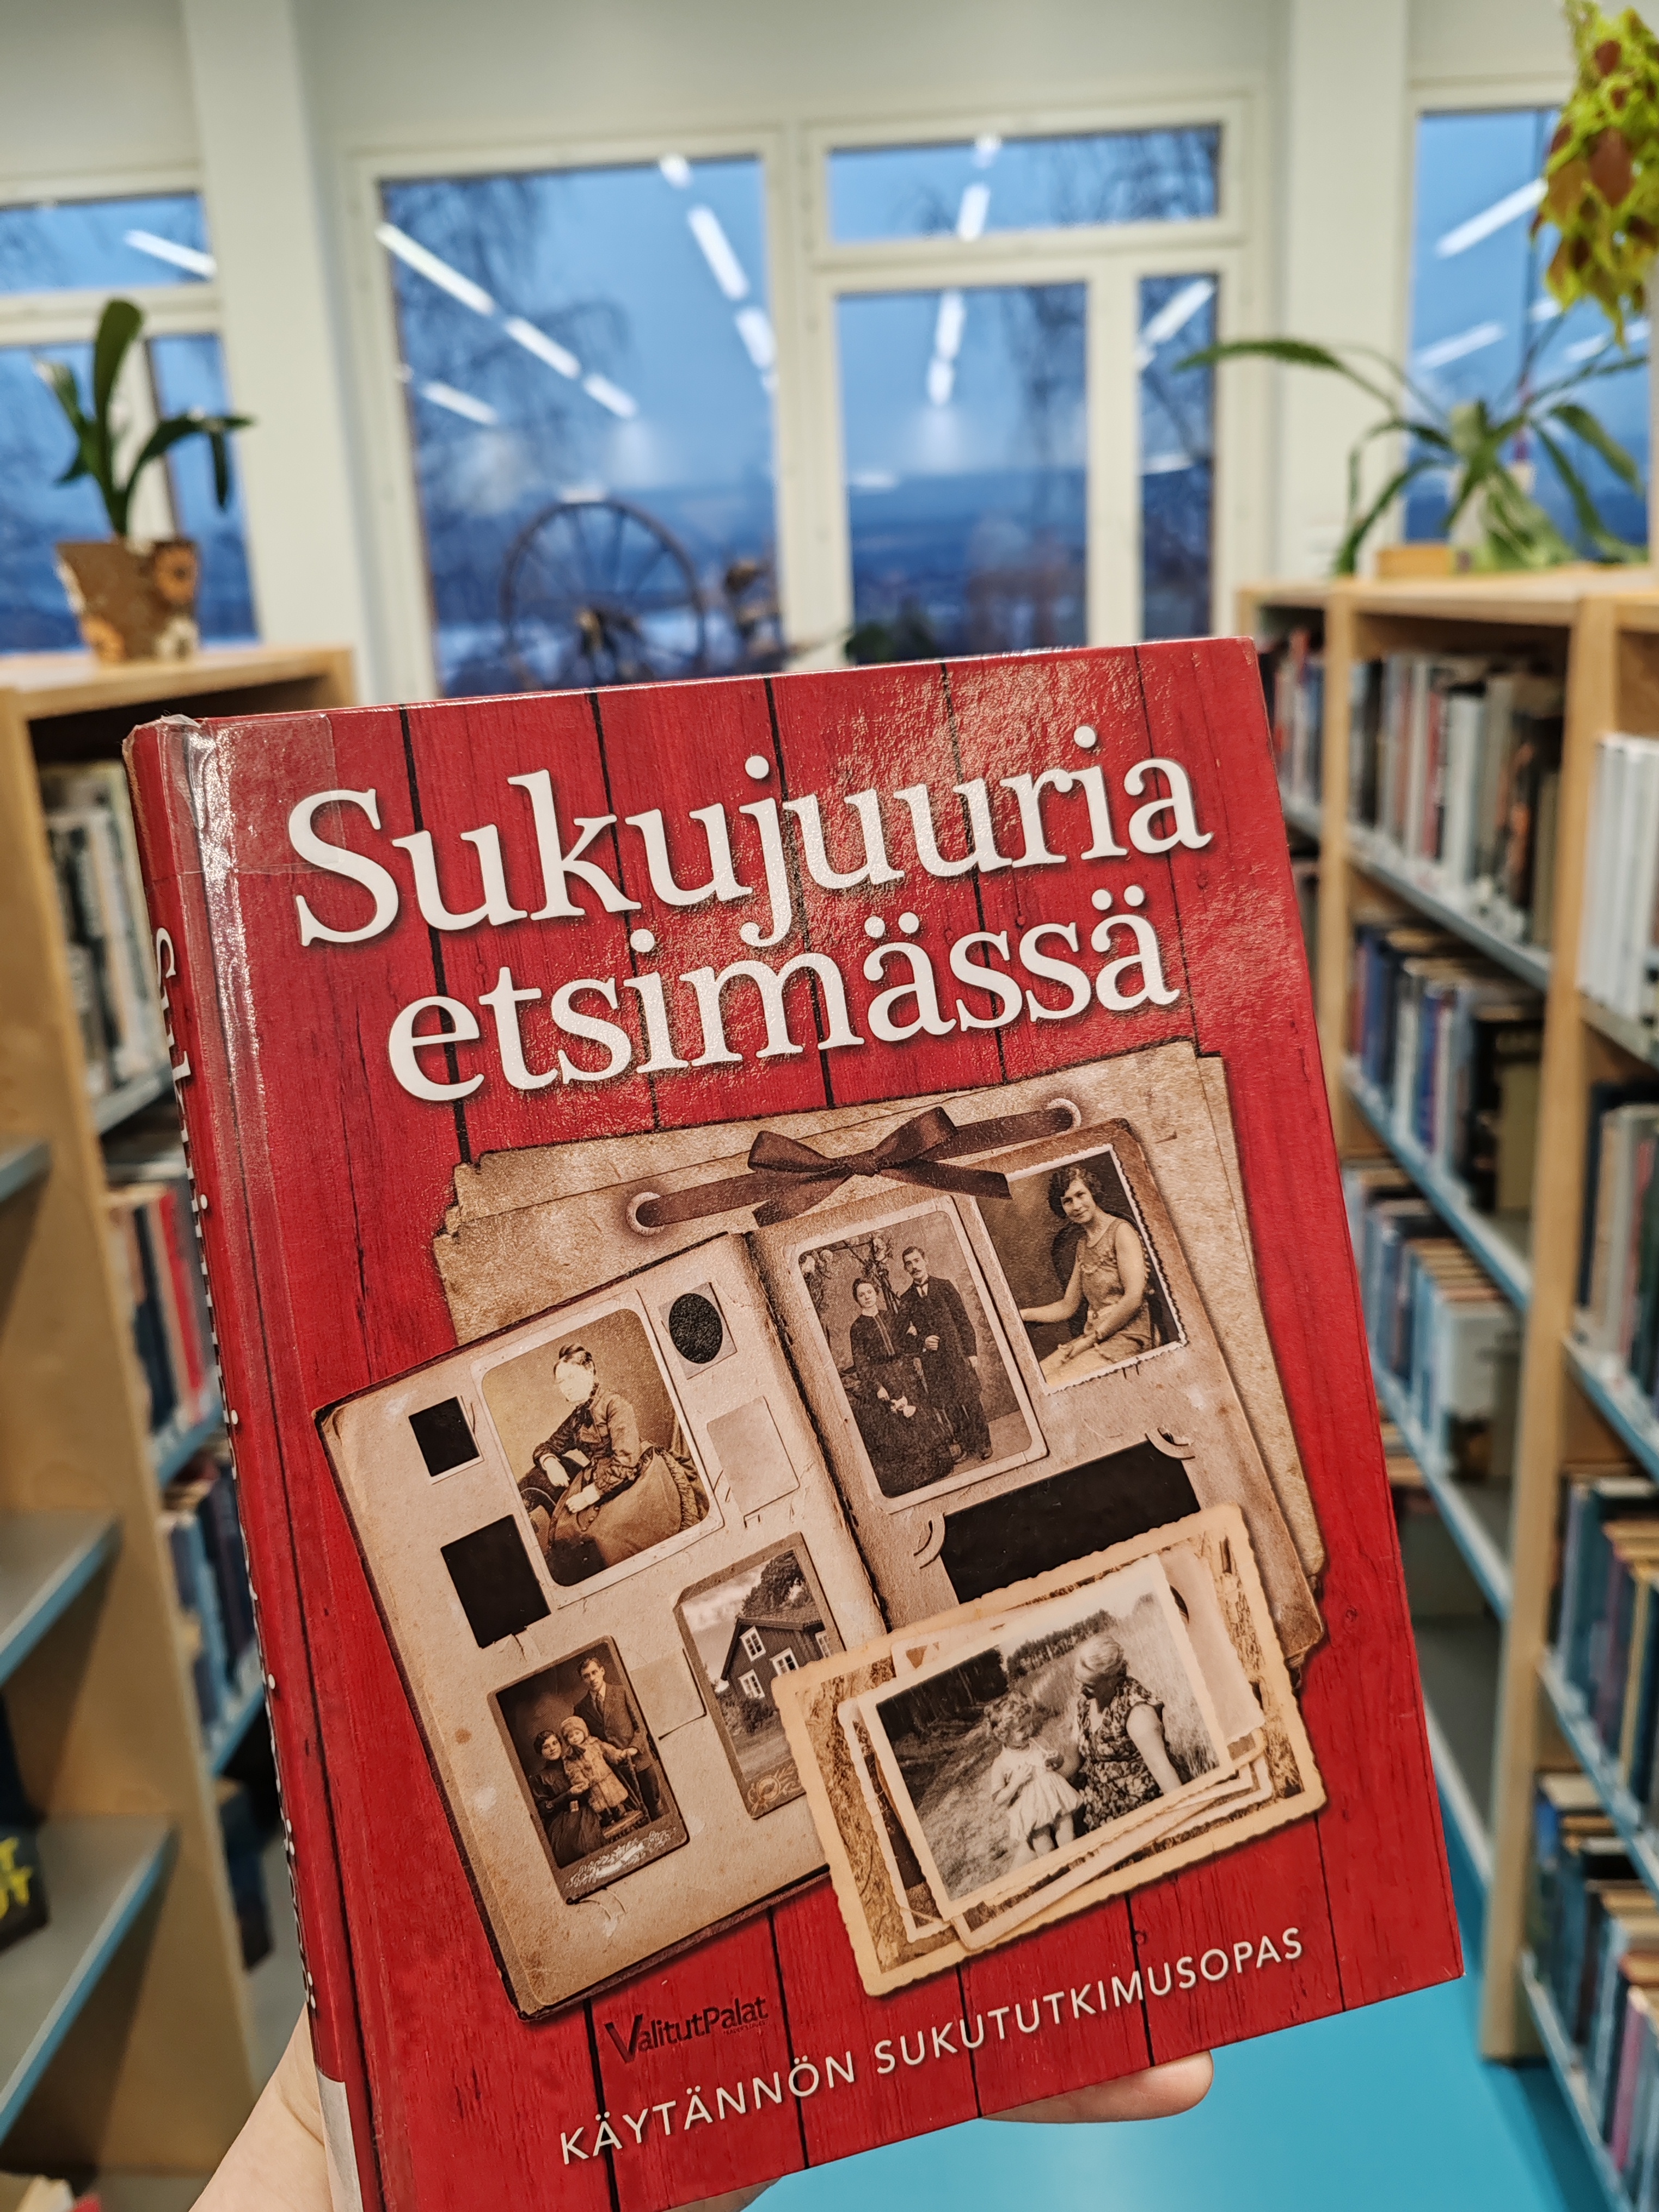 Sukujuuria
etsimässä
ValitutPalat
KÄYTÄNNÖN SUKUTUTKIMUSOPAS